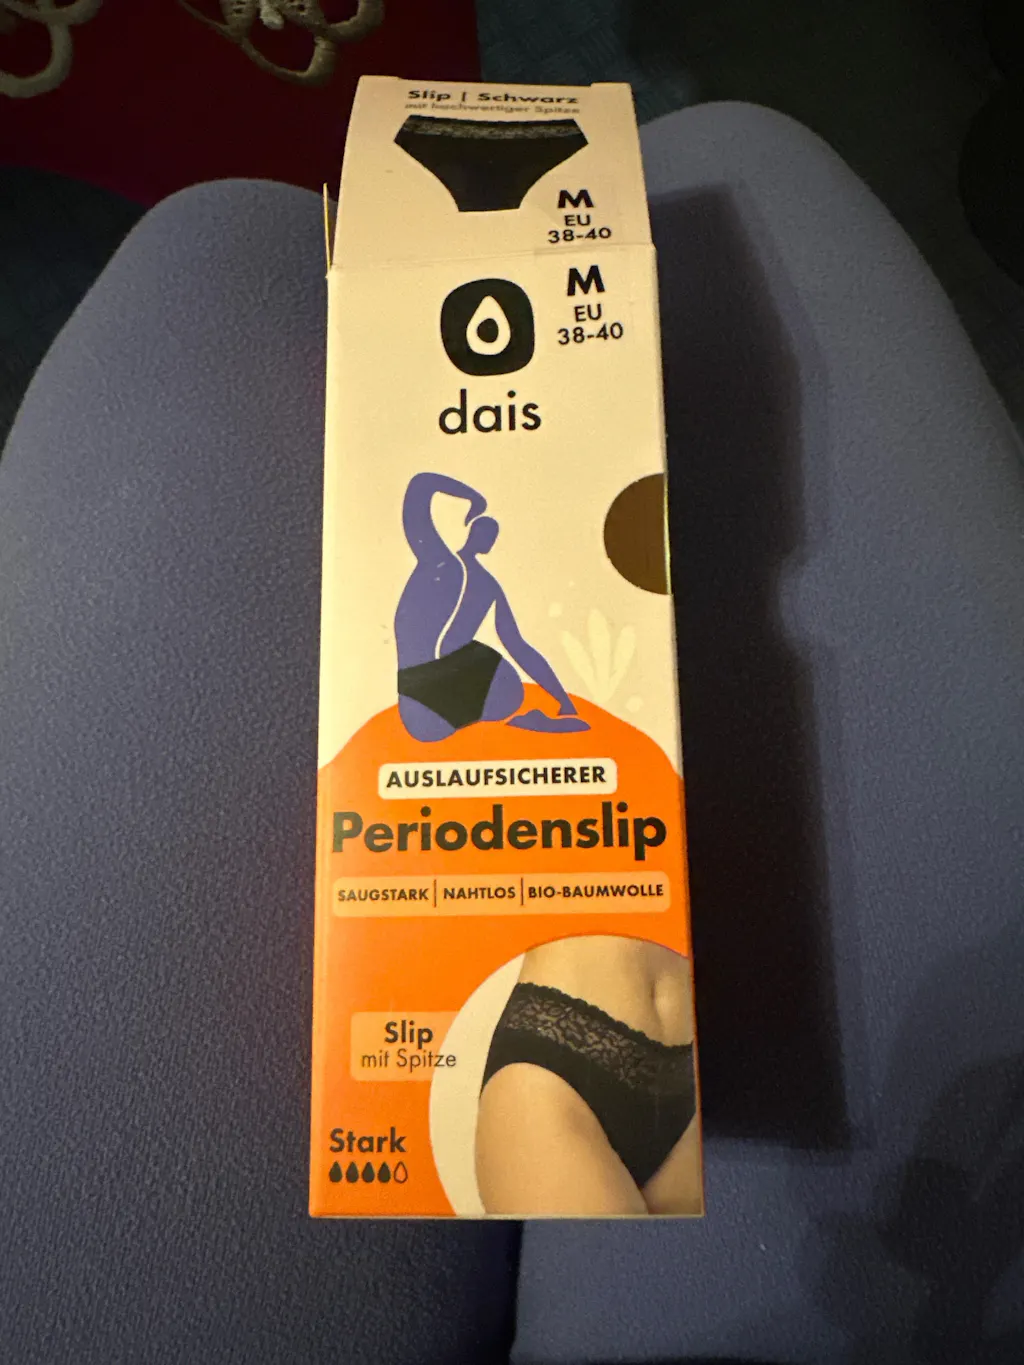 Slip | Schwarz
mit hochwertiger Spitze
M
EU
38-40
M
EU
38-40
dais
AUSLAUFSICHERER
Periodenslip
SAUGSTARK | NAHTLOS | BIO-BAUMWOLLE
Slip
mit Spitze
Stark